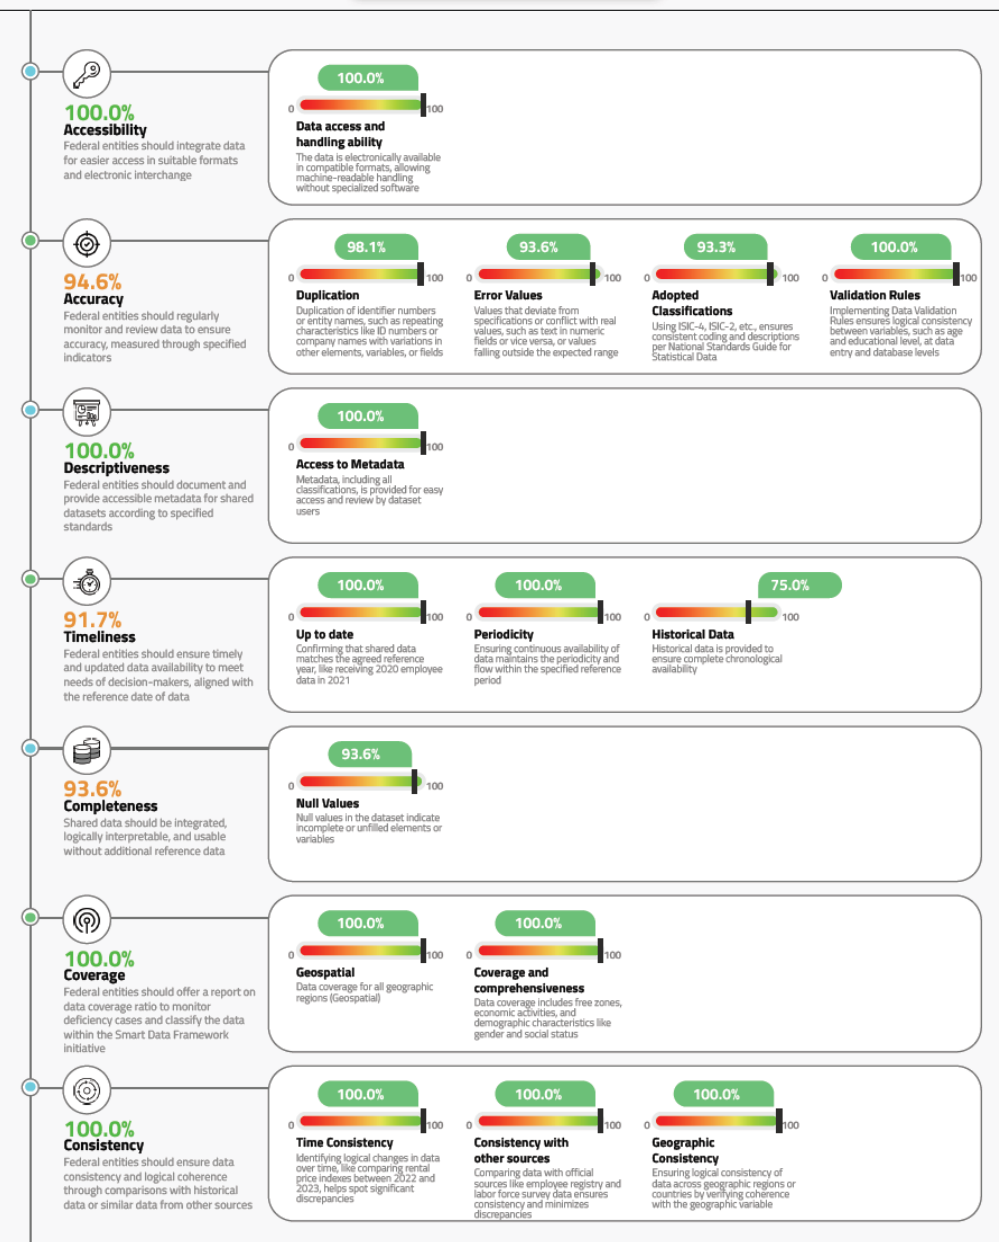 100.0%
Accessibility
Federal entities should integrate data
for easier access in suitable formats
and electronic interchange
100.0%
0 100
Data access and
handling ability
The data is electronically available
in compatible formats, allowing
machine-readable handling
without specialized software
94.6%
Accuracy
Federal entities should regularly
monitor and review data to ensure
accuracy, measured through specified
indicators
98.1%
0 100
Duplication
Duplication of identifier numbers
or entity names, such as repeating
characteristics like ID numbers or
company names with variations in
other elements, variables, or fields
93.6%
0 100
Error Values
Values that deviate from
specifications or conflict with real
values, such as text in numeric
fields or vice versa, or values
falling outside the expected range
93.3%
0 100
Adopted
Classifications
Using ISIC-4, ISIC-2, etc., ensures
consistent coding and descriptions
per National Standards Guide for
Statistical Data
100.0%
0 100
Validation Rules
Implementing Data Validation
Rules ensures logical consistency
between variables, such as age
and educational level, at data
entry and database levels
100.0%
Descriptiveness
Federal entities should document and
provide accessible metadata for shared
datasets according to specified
standards
100.0%
0 100
Access to Metadata
Metadata, including all
classifications, is provided for easy
access and review by dataset
users
91.7%
Timeliness
Federal entities should ensure timely
and updated data availability to meet
needs of decision-makers, aligned with
the reference date of data
100.0%
0 100
Up to date
Confirming that shared data
matches the agreed reference
year, like receiving 2020 employee
data in 2021
100.0%
0 100
Periodicity
Ensuring continuous availability of
data maintains the periodicity and
flow within the specified reference
period
75.0%
0 100
Historical Data
Historical data is provided to
ensure complete chronological
availability
93.6%
Completeness
Shared data should be integrated,
logically interpretable, and usable
without additional reference data
93.6%
0 100
Null Values
Null values in the dataset indicate
incomplete or unfilled elements or
variables
100.0%
Coverage
Federal entities should offer a report on
data coverage ratio to monitor
deficiency cases and classify the data
within the Smart Data Framework
initiative
100.0%
0 100
Geospatial
Data coverage for all geographic
regions (Geospatial)
100.0%
0 100
Coverage and
comprehensiveness
Data coverage includes free zones,
economic activities, and
demographic characteristics like
gender and social status
100.0%
Consistency
Federal entities should ensure data
consistency and logical coherence
through comparisons with historical
data or similar data from other sources
100.0%
0 100
Time Consistency
Identifying logical changes in data
over time, like comparing rental
price indexes between 2022 and
2023, helps spot significant
discrepancies
100.0%
0 100
Consistency with
other sources
Comparing data with official
sources like employee registry and
labor force survey data ensures
consistency and minimizes
discrepancies
100.0%
0 100
Geographic
Consistency
Ensuring logical consistency of
data across geographic regions or
countries by verifying coherence
with the geographic variable